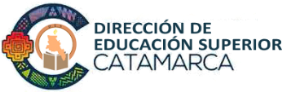 DIRECCIÓN DE
EDUCACIÓN SUPERIOR
CATAMARCA